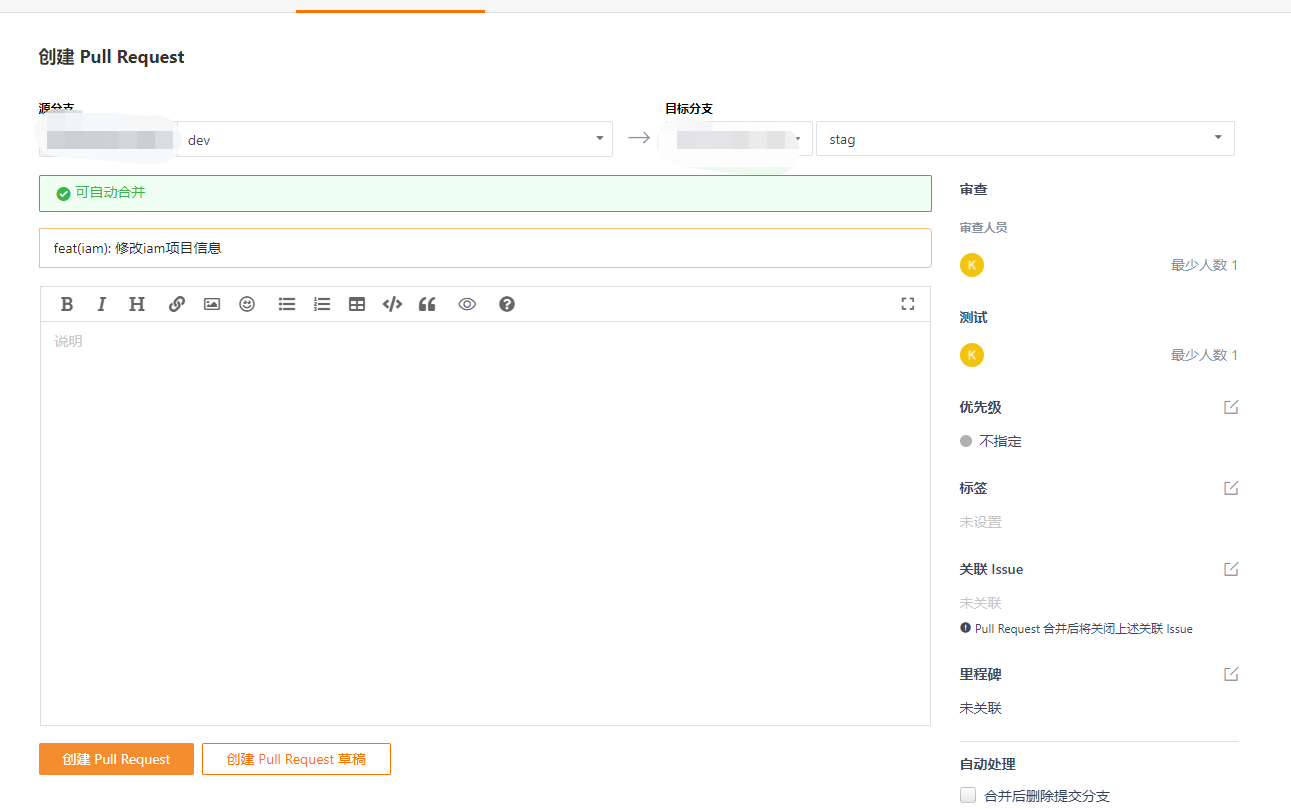 创建 Pull Request
源分支
目标分支
dev
stag
可自动合并
feat(iam): 修改iam项目信息
说明
创建 Pull Request
创建 Pull Request 草稿
审查
审查人员
K
最少人数 1
测试
K
最少人数 1
优先级
不指定
标签
未设置
关联 Issue
未关联
Pull Request 合并后将关闭上述关联 Issue
里程碑
未关联
自动处理
合并后删除提交分支